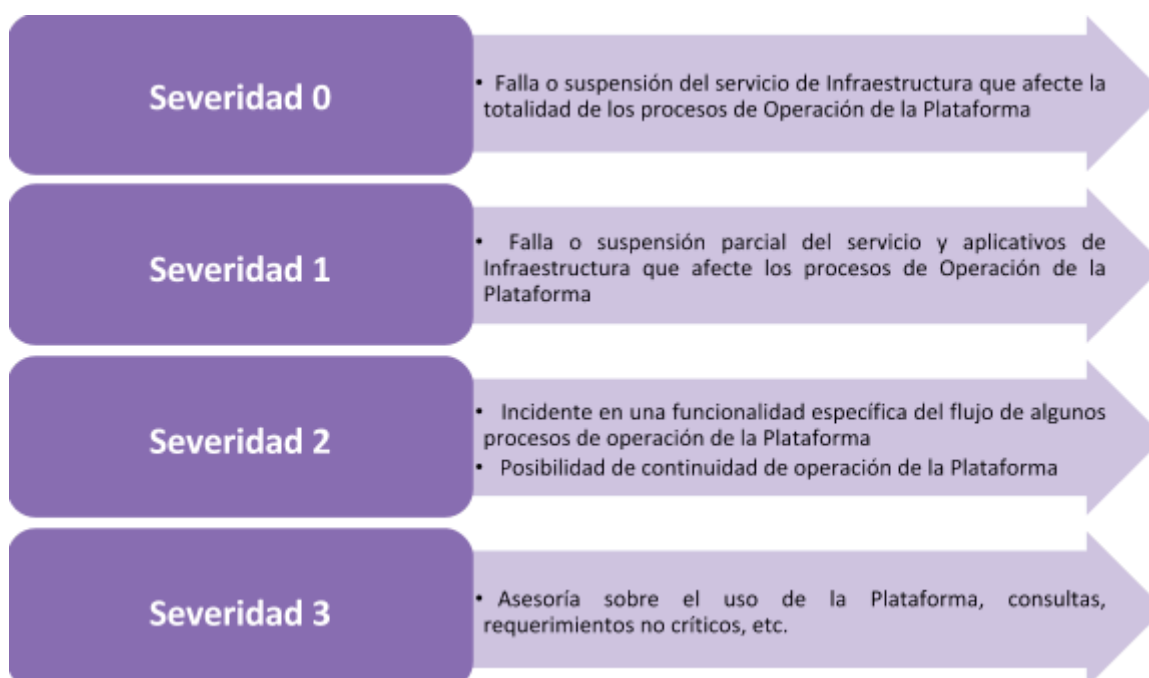 Severidad 0
• Falla o suspensión del servicio de Infraestructura que afecte la
totalidad de los procesos de Operación de la Plataforma
Severidad 1
• Falla o suspensión parcial del servicio y aplicativos de
Infraestructura que afecte los procesos de Operación de la
Plataforma
Severidad 2
• Incidente en una funcionalidad específica del flujo de algunos
procesos de operación de la Plataforma
• Posibilidad de continuidad de operación de la Plataforma
Severidad 3
• Asesoría sobre el uso de la Plataforma, consultas,
requerimientos no críticos, etc.